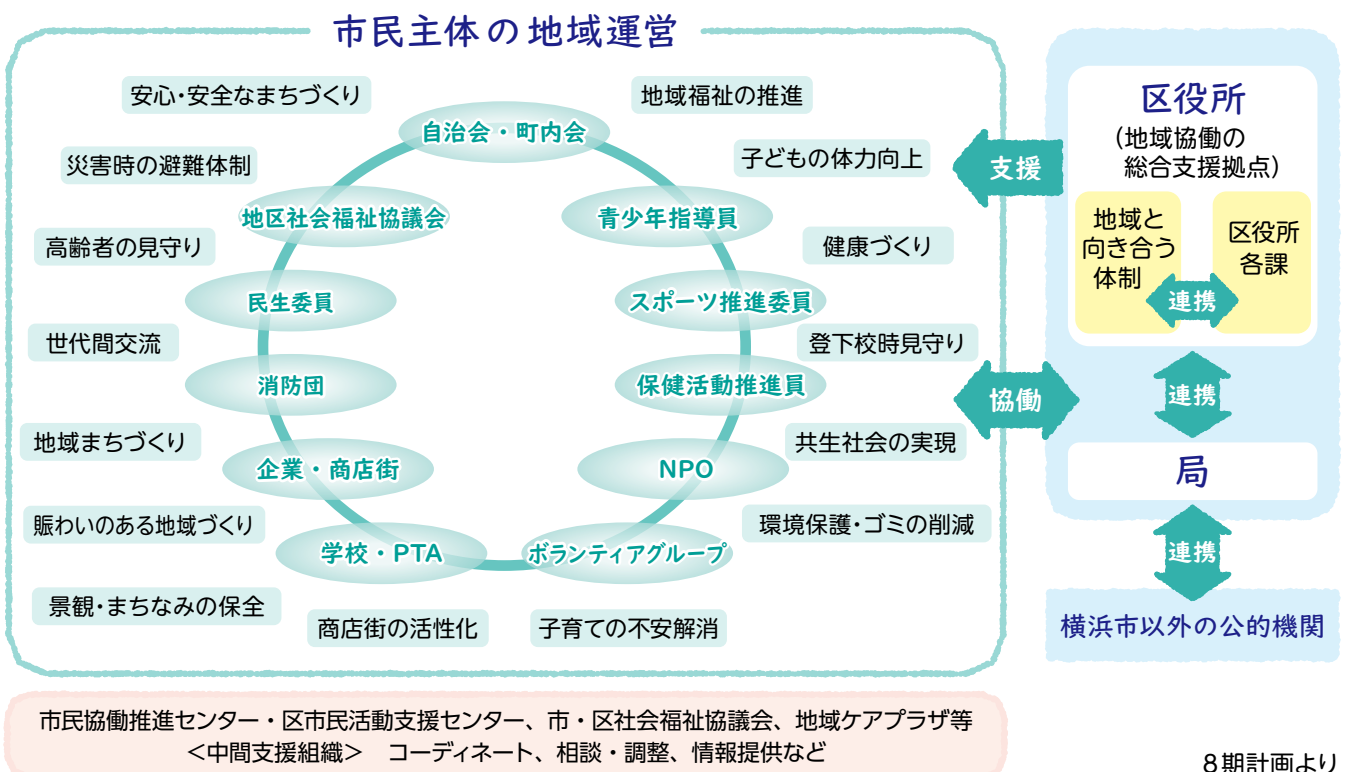 市民主体の地域運営
安心・安全なまちづくり
地域福祉の推進
自治会・町内会
災害時の避難体制
子どもの体力向上
地区社会福祉協議会
青少年指導員
高齢者の見守り
健康づくり
民生委員
スポーツ推進委員
世代間交流
登下校時見守り
消防団
保健活動推進員
地域まちづくり
共生社会の実現
企業・商店街
NPO
賑わいのある地域づくり
環境保護・ゴミの削減
学校・PTA
ボランティアグループ
景観・まちなみの保全
商店街の活性化
子育ての不安解消
支援
協働
区役所
(地域協働の
総合支援拠点)
地域と
向き合う
体制
区役所
各課
連携
連携
局
連携
横浜市以外の公的機関
市民協働推進センター・区市民活動支援センター、市・区社会福祉協議会、地域ケアプラザ等
<中間支援組織> コーディネート、相談・調整、情報提供など
8期計画より